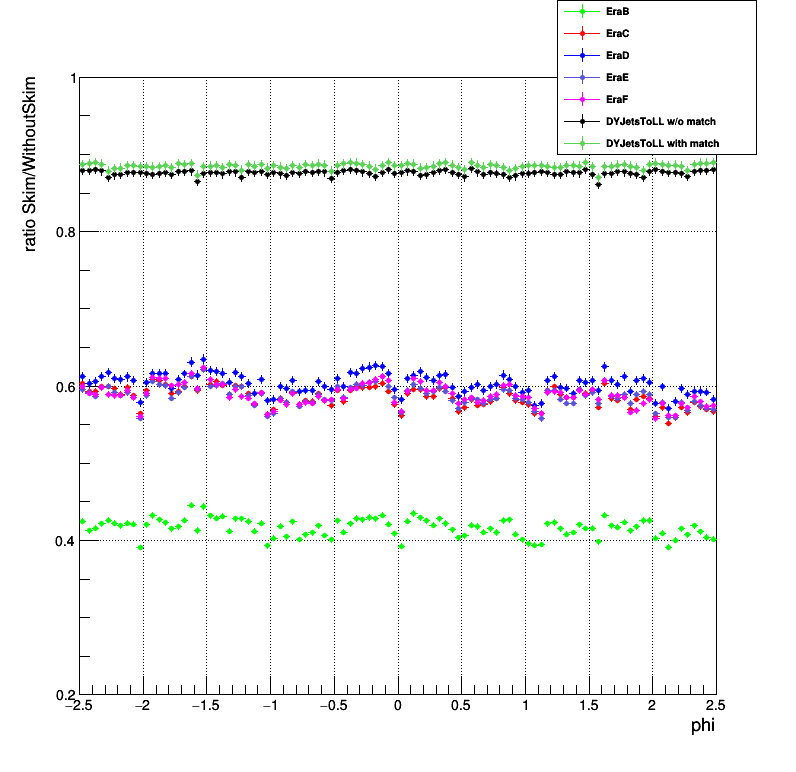 EraB
EraC
EraD
EraE
EraF
DYJetsToLL w/o match
DYJetsToLL with match
ratio Skim/WithoutSkim
1
0.8
0.6
0.4
0.2
−2.5 −2 −1.5 −1 −0.5 0 0.5 1 1.5 2 2.5
phi